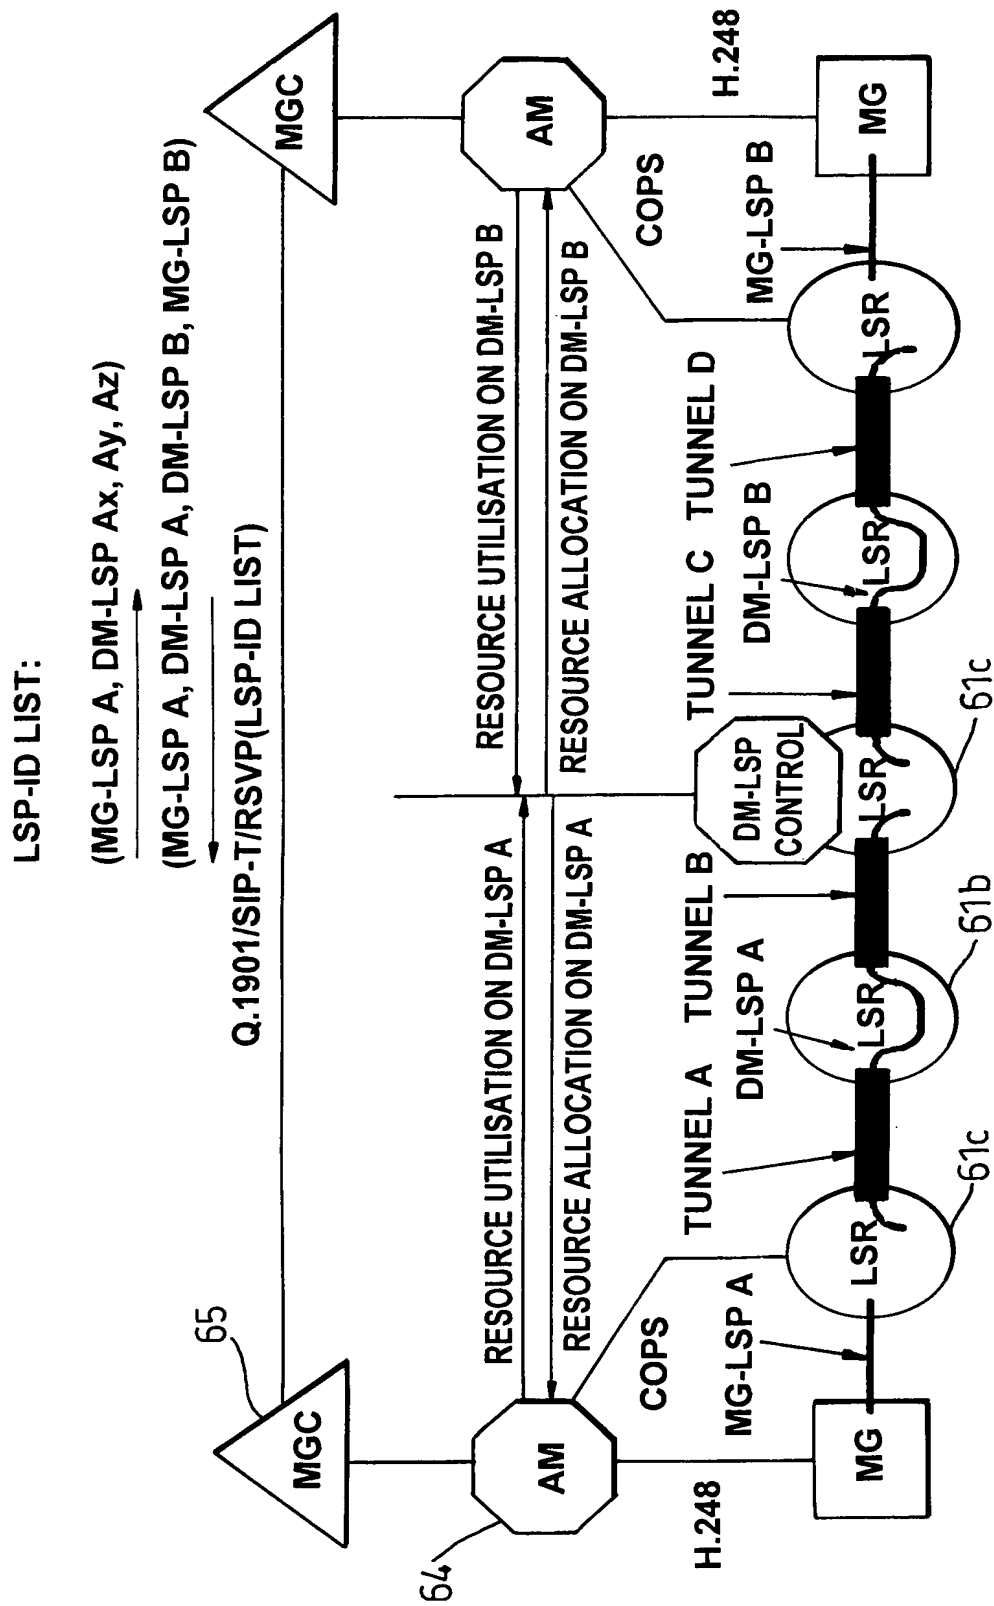 LSP-ID LIST:
(MG-LSP A, DM-LSP Ax, Ay, Az)
(MG-LSP A, DM-LSP A, DM-LSP B, MG-LSP B)
Q.1901/SIP-T/RSVP(LSP-ID LIST)
65
MGC
MGC
64
AM
AM
RESOURCE UTILISATION ON DM-LSP A
RESOURCE ALLOCATION ON DM-LSP A
RESOURCE UTILISATION ON DM-LSP B
RESOURCE ALLOCATION ON DM-LSP B
H.248
COPS
COPS
H.248
MG-LSP A
TUNNEL A
TUNNEL B
DM-LSP A
DM-LSP CONTROL
TUNNEL C
TUNNEL D
DM-LSP B
MG-LSP B
MG
LSR
LSR
LSR
LSR
LSR
LSR
MG
61c
61b
61c